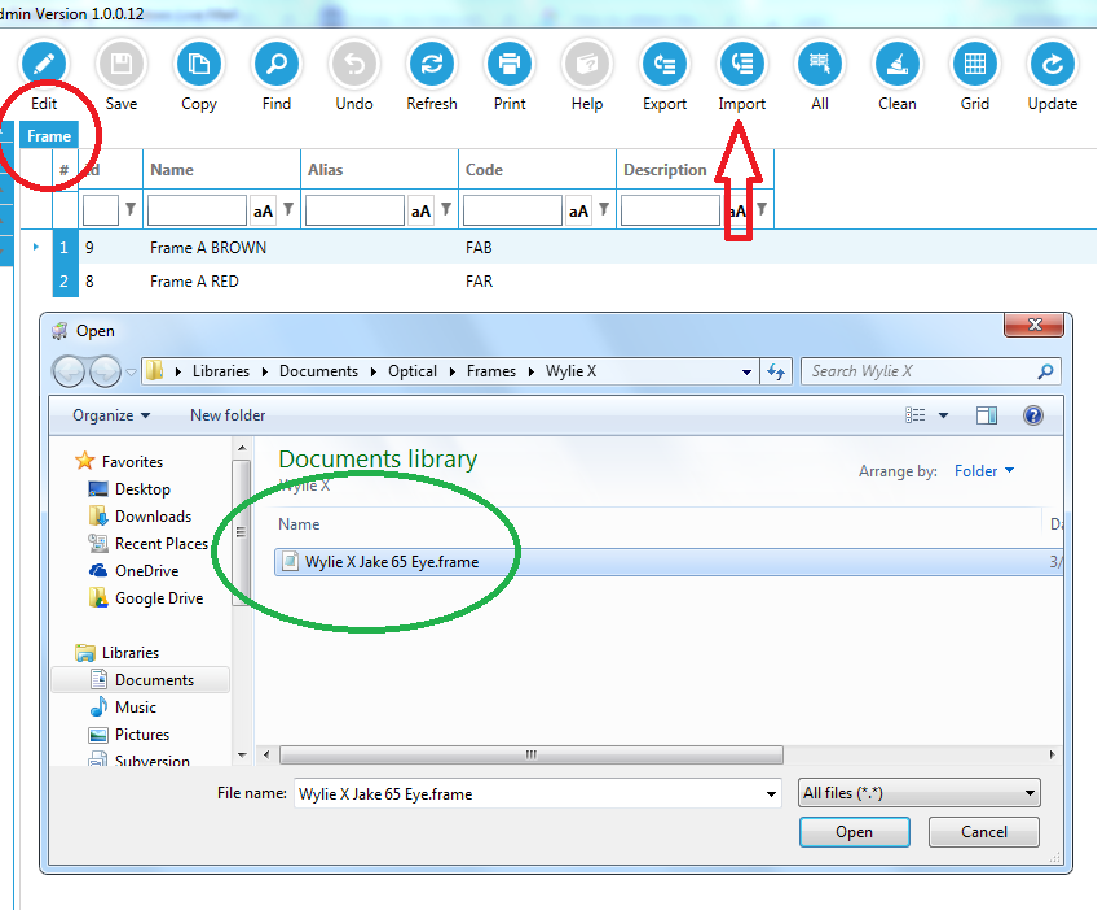 dmin Version 1.0.0.12
Edit Save Copy Find Undo Refresh Print Help Export Import All Clean Grid Update
Frame
# Id Name Alias Code Description
aA aA aA aA
1 9 Frame A BROWN FAB
2 8 Frame A RED FAR
Open
Libraries Documents Optical Frames Wylie X Search Wylie X
Organize New folder
Favorites
Desktop
Downloads
Recent Places
OneDrive
Google Drive
Libraries
Documents
Music
Pictures
Subversion
Documents library
Wylie X
Arrange by: Folder
Name Da
Wylie X Jake 65 Eye.frame 3/
File name: Wylie X Jake 65 Eye.frame All files (*.*)
Open Cancel